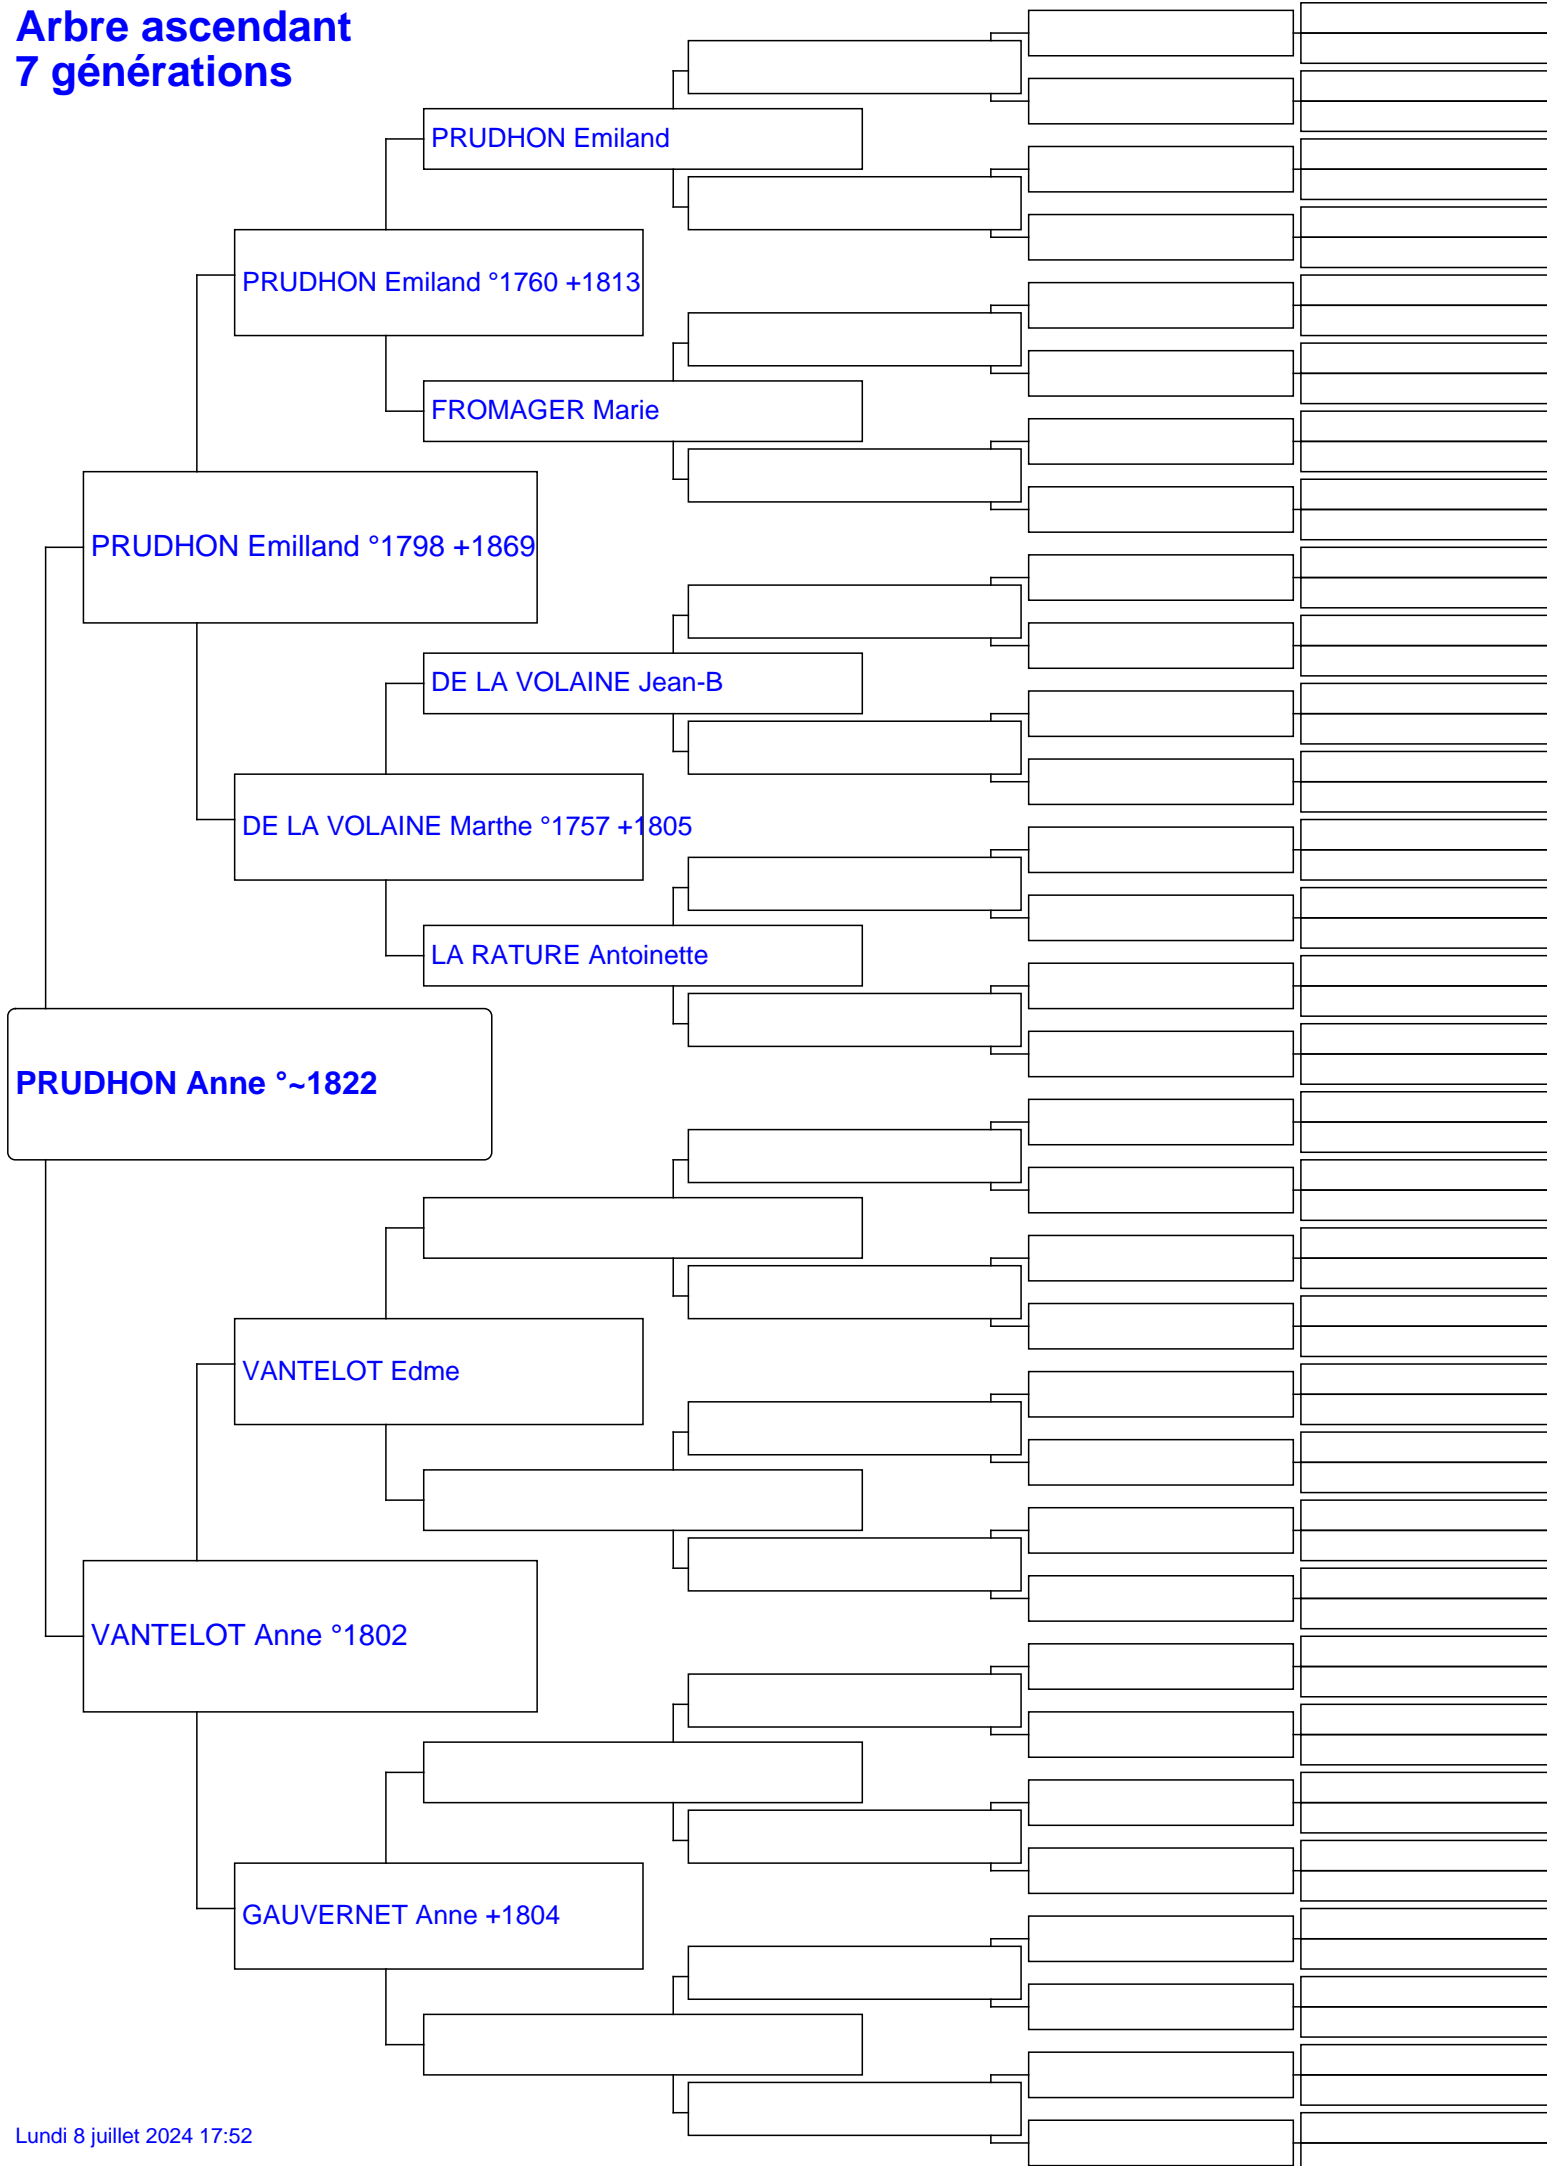 Arbre ascendant
7 générations
PRUDHON Emiland
PRUDHON Emiland °1760 +1813
FROMAGER Marie
PRUDHON Emilland °1798 +1869
DE LA VOLAINE Jean-B
DE LA VOLAINE Marthe °1757 +1805
LA RATURE Antoinette
PRUDHON Anne °~1822
VANTELOT Edme
VANTELOT Anne °1802
GAUVERNET Anne +1804
Lundi 8 juillet 2024 17:52